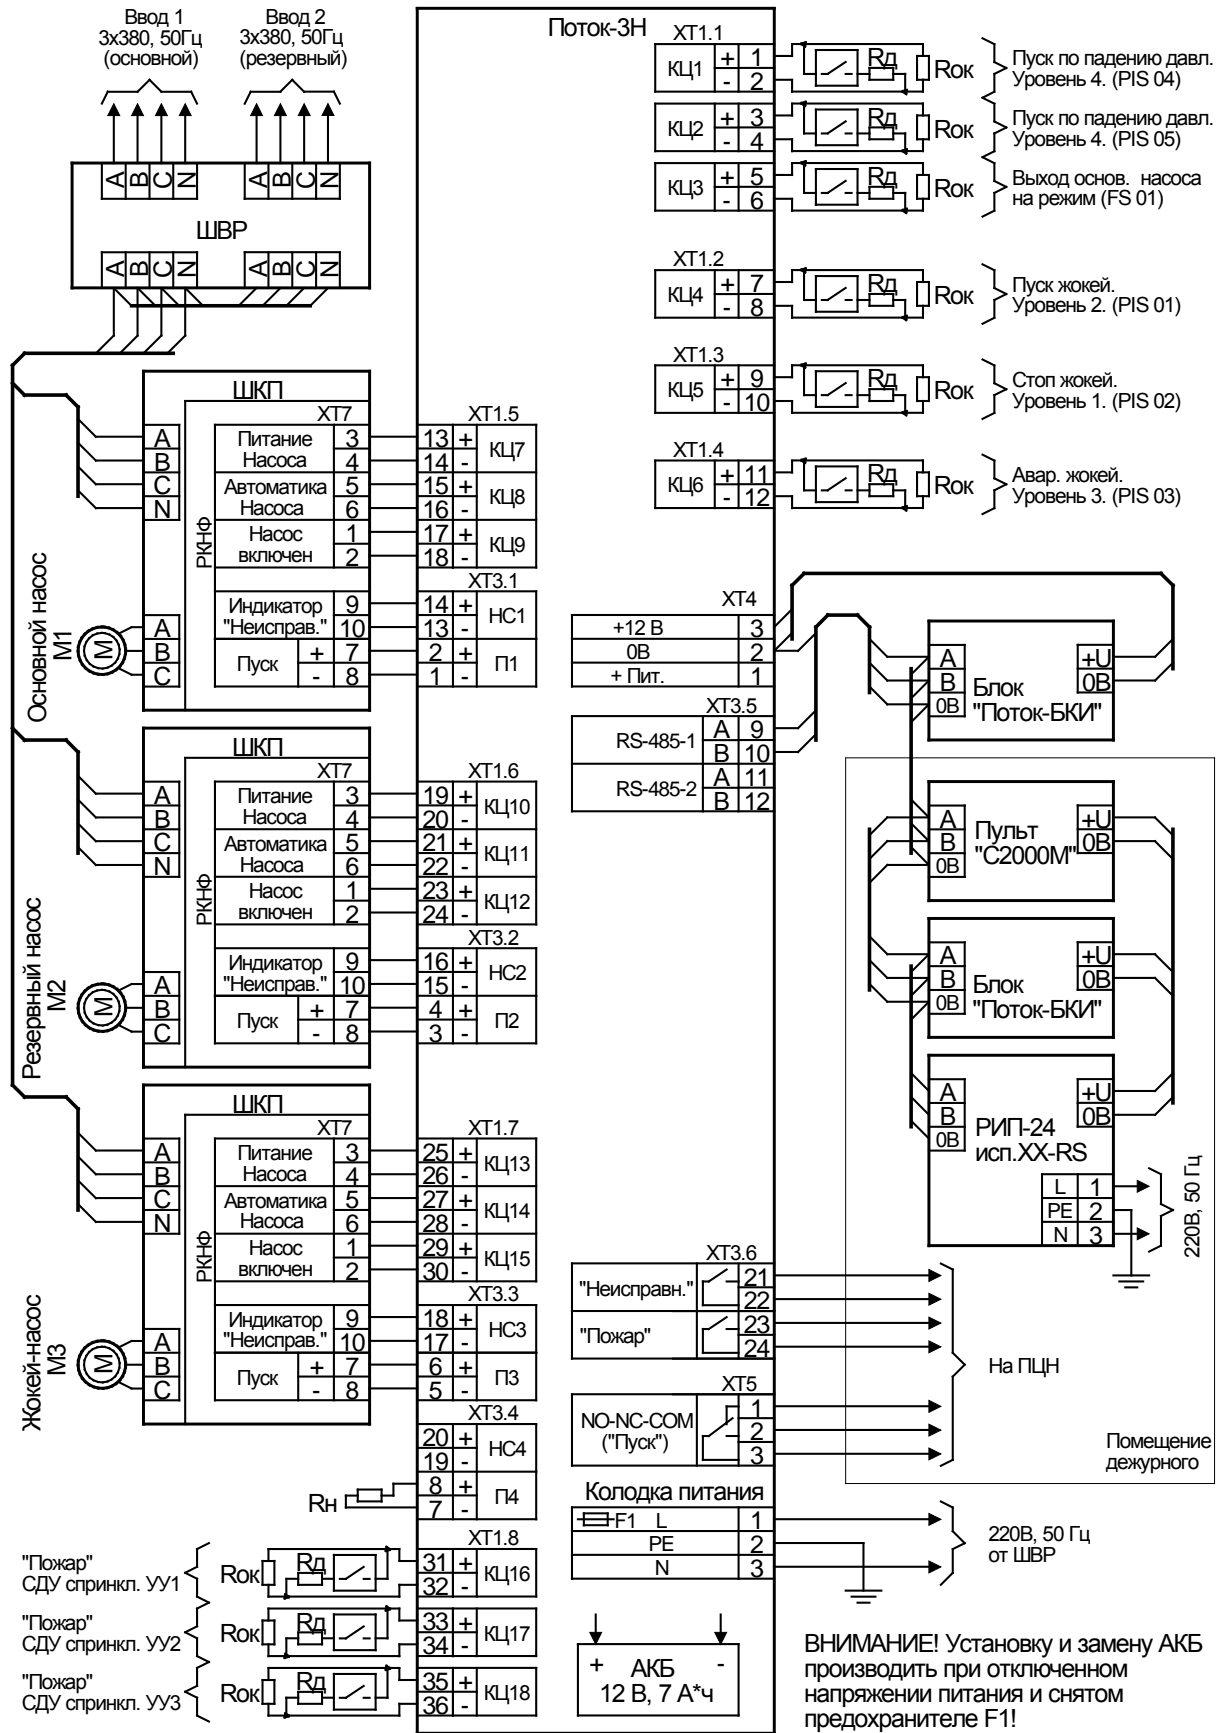 Ввод 1
3х380, 50Гц
(основной)
Ввод 2
3х380, 50Гц
(резервный)
A B C N
A B C N
ШВР
A B C N
A B C N
Поток-3Н
ХТ1.1
КЦ1 + 1
- 2
Rд
Rок
Пуск по падению давл.
Уровень 4. (PIS 04)
КЦ2 + 3
- 4
Rд
Rок
Пуск по падению давл.
Уровень 4. (PIS 05)
КЦ3 + 5
- 6
Rд
Rок
Выход основ. насоса
на режим (FS 01)
ХТ1.2
КЦ4 + 7
- 8
Rд
Rок
Пуск жокей.
Уровень 2. (PIS 01)
ХТ1.3
КЦ5 + 9
- 10
Rд
Rок
Стоп жокей.
Уровень 1. (PIS 02)
ХТ1.4
КЦ6 + 11
- 12
Rд
Rок
Авар. жокей.
Уровень 3. (PIS 03)
Основной насос
М1
М
ШКП
РКНФ
ХТ7
A
B
C
N
A
B
C
Питание
Насоса
3
4
Автоматика
Насоса
5
6
Насос
включен
1
2
Индикатор
"Неисправ."
9
10
Пуск
+ 7
- 8
ХТ1.5
13 +
14 -
КЦ7
15 +
16 -
КЦ8
17 +
18 -
КЦ9
ХТ3.1
14 +
13 -
НС1
2 +
1 -
П1
Резервный насос
М2
М
ШКП
РКНФ
ХТ7
A
B
C
N
A
B
C
Питание
Насоса
3
4
Автоматика
Насоса
5
6
Насос
включен
1
2
Индикатор
"Неисправ."
9
10
Пуск
+ 7
- 8
ХТ1.6
19 +
20 -
КЦ10
21 +
22 -
КЦ11
23 +
24 -
КЦ12
ХТ3.2
16 +
15 -
НС2
4 +
3 -
П2
Жокей-насос
М3
М
ШКП
РКНФ
ХТ7
A
B
C
N
A
B
C
Питание
Насоса
3
4
Автоматика
Насоса
5
6
Насос
включен
1
2
Индикатор
"Неисправ."
9
10
Пуск
+ 7
- 8
ХТ1.7
25 +
26 -
КЦ13
27 +
28 -
КЦ14
29 +
30 -
КЦ15
ХТ3.3
18 +
17 -
НС3
6 +
5 -
П3
ХТ3.4
20 +
19 -
НС4
8 +
7 -
П4
Rн
ХТ1.8
"Пожар"
СДУ спринкл. УУ1
Rок
Rд
31 +
32 -
КЦ16
"Пожар"
СДУ спринкл. УУ2
Rок
Rд
33 +
34 -
КЦ17
"Пожар"
СДУ спринкл. УУ3
Rок
Rд
35 +
36 -
КЦ18
ХТ4
+12 В 3
0В 2
+ Пит. 1
ХТ3.5
RS-485-1
A 9
B 10
RS-485-2
A 11
B 12
A
B
0В
+U
0В
Блок
"Поток-БКИ"
A
B
0В
+U
0В
Пульт
"С2000М"
A
B
0В
+U
0В
Блок
"Поток-БКИ"
A
B
0В
+U
0В
РИП-24
исп.ХХ-RS
L 1
PE 2
N 3
220В, 50 Гц
ХТ3.6
"Неисправн." 21
22
"Пожар" 23
24
ХТ5
NO-NC-COM
("Пуск")
1
2
3
На ПЦН
Помещение
дежурного
Колодка питания
F1 L 1
PE 2
N 3
220В, 50 Гц
от ШВР
+ АКБ -
12 В, 7 А*ч
ВНИМАНИЕ! Установку и замену АКБ
производить при отключенном
напряжении питания и снятом
предохранителе F1!